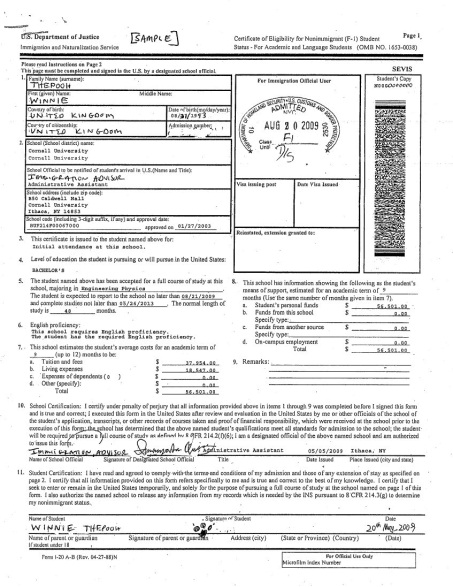 U.S. Department of Justice
[SAMPLE]
Certificate of Eligibility for Nonimmigrant (F-1) Student
Page 1
Immigration and Naturalization Service
Status - For Academic and Language Students (OMB NO. 1653-0038)
Please read Instructions on Page 2
This page must be completed and signed in the U.S. by a designated school official.
SEVIS
1. Family Name (surname):
THEPOOH
First (given) Name:
Middle Name:
WINNIE
Country of birth:
Date of birth(mo/day/year):
UNITED KINGDOM
Country of citizenship:
Admission number:
UNITED KINGDOM
For Immigration Official User
Student's Copy
ADMITTED
AUG 20 2009
Class F1
Until D/S
2. School (School district) name:
Cornell University
Cornell University
School Official to be notified of student's arrival in U.S.(Name and Title):
IMMIGRATION ADVISOR
Administrative Assistant
School address (include zip code):
B50 Caldwell Hall
Cornell University
Ithaca, NY 14853
School code (including 3-digit suffix, if any) and approval date:
approved on 01/27/2003
Visa issuing post
Date Visa Issued
Reinstated, extension granted to:
3. This certificate is issued to the student named above for:
Initial attendance at this school.
4. Level of education the student is pursuing or will pursue in the United States:
BACHELOR'S
5. The student named above has been accepted for a full course of study at this
school, majoring in Engineering Physics
The student is expected to report to the school no later than 08/21/2009
and complete studies not later than 05/26/2013 . The normal length of
study is 48 months.
6. English proficiency:
This school requires English proficiency.
The student has the required English proficiency.
7. This school estimates the student's average costs for an academic term of
9 (up to 12) months to be:
a. Tuition and fees $ 37,954.00
b. Living expenses $ 18,547.00
c. Expenses of dependents ( 0 ) $ 0.00
d. Other (specify): $ 0.00
Total $ 56,501.00
8. This school has information showing the following as the student's
means of support, estimated for an academic term of 9
months (Use the same number of months given in item 7).
a. Student's personal funds $ 56,501.00
b. Funds from this school $ 0.00
Specify type:
c. Funds from another source $ 0.00
Specify type:
d. On-campus employment $ 0.00
Total $ 56,501.00
9. Remarks:
10. School Certification: I certify under penalty of perjury that all information provided above in items 1 through 9 was completed before I signed this form
and is true and correct; I executed this form in the United States after review and evaluation in the United States by me or other officials of the school of
the student's application, transcripts, or other records of courses taken and proof of financial responsibility, which were received at the school prior to the
execution of this form; the school has determined that the above named student's qualifications meet all standards for admission to the school; the student
will be required to pursue a full course of study as defined by 8 CFR 214.2(f)(6); I am a designated official of the above named school and am authorized
to issue this form.
IMMIGRATION ADVISOR
Administrative Assistant
05/05/2009 Ithaca, NY
Name of School Official
Signature of Designated School Official
Title
Date Issued
Place Issued (city and state)
11. Student Certification: I have read and agreed to comply with the terms and conditions of my admission and those of any extension of stay as specified on
page 2. I certify that all information provided on this form refers specifically to me and is true and correct to the best of my knowledge. I certify that I
seek to enter or remain in the United States temporarily, and solely for the purpose of pursuing a full course of study at the school named on page 1 of this
form. I also authorize the named school to release any information from my records which is needed by the INS pursuant to 8 CFR 214.3(g) to determine
my nonimmigrant status.
Name of Student
Signature of Student
Date
WINNIE THEPOOH
20th May, 2009
Name of parent or guardian
Signature of parent or guardian
Address (city)
(State or Province) (Country)
(Date)
If student under 18
Form I-20 A-B (Rev. 04-27-88)N
For Official Use Only
Microfilm Index Number